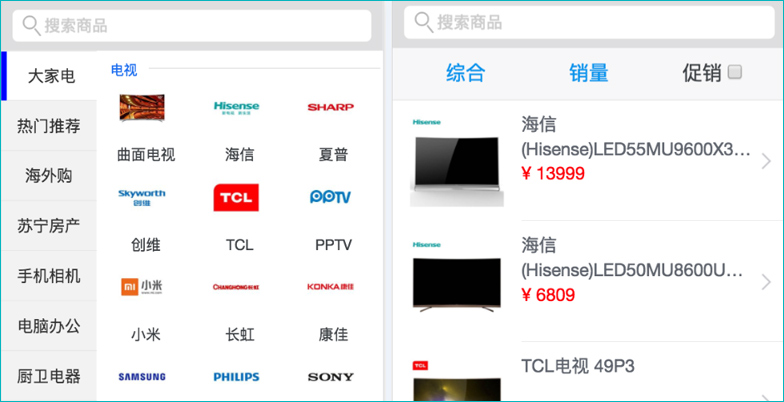 搜索商品
大家电
热门推荐
海外购
苏宁房产
手机相机
电脑办公
厨卫电器
电视
Hisense
SHARP
曲面电视
海信
夏普
Skyworth
创维
TCL
PPTV
创维
TCL
PPTV
小米
CHANGHONG长虹
KONKA康佳
小米
长虹
康佳
SAMSUNG
PHILIPS
SONY
搜索商品
综合
销量
促销
Hisense
海信
(Hisense)LED55MU9600X3...
¥ 13999
Hisense
海信
(Hisense)LED50MU8600U...
¥ 6809
TCL
TCL电视 49P3